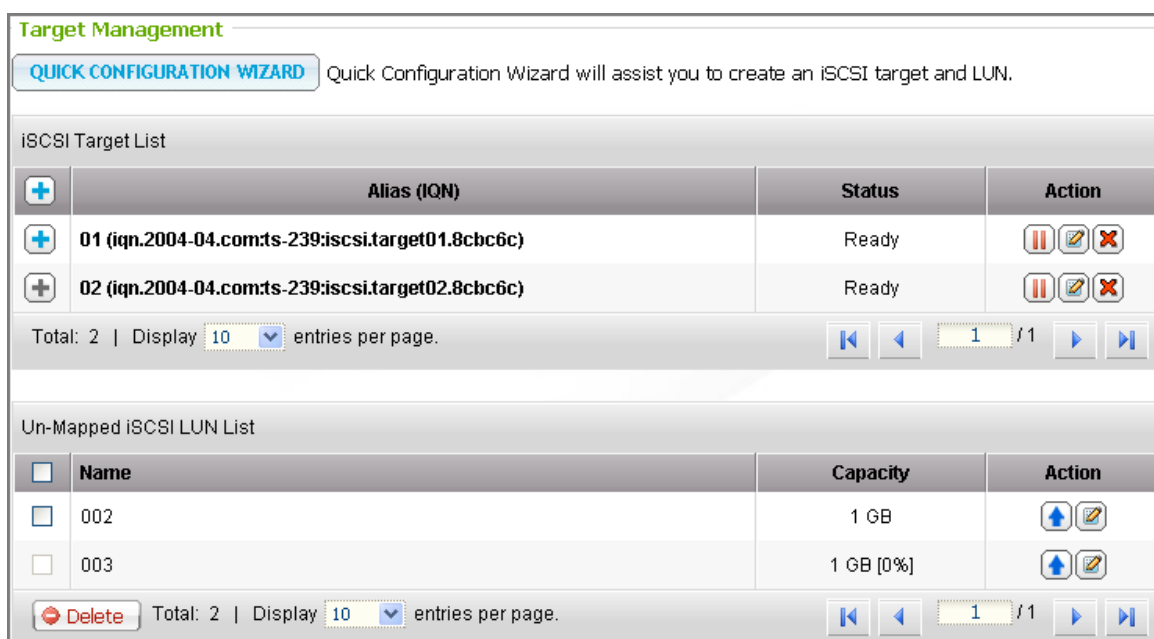 Target Management
QUICK CONFIGURATION WIZARD Quick Configuration Wizard will assist you to create an iSCSI target and LUN.
iSCSI Target List
Alias (IQN) Status Action
01 (iqn.2004-04.com:ts-239:iscsi.target01.8cbc6c) Ready
02 (iqn.2004-04.com:ts-239:iscsi.target02.8cbc6c) Ready
Total: 2 | Display 10 entries per page. 1 / 1
Un-Mapped iSCSI LUN List
Name Capacity Action
002 1 GB
003 1 GB [0%]
Delete Total: 2 | Display 10 entries per page. 1 / 1